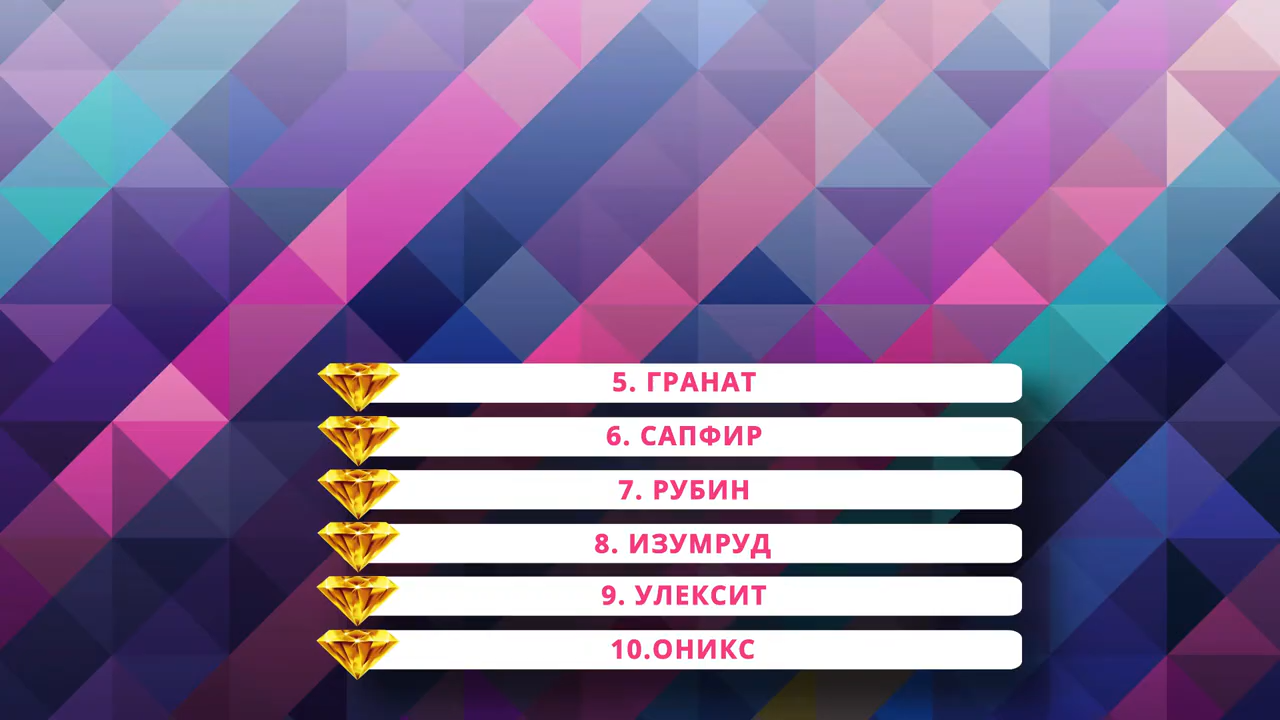 5. ГРАНАТ
6. САПФИР
7. РУБИН
8. ИЗУМРУД
9. УЛЕКСИТ
10.ОНИКС